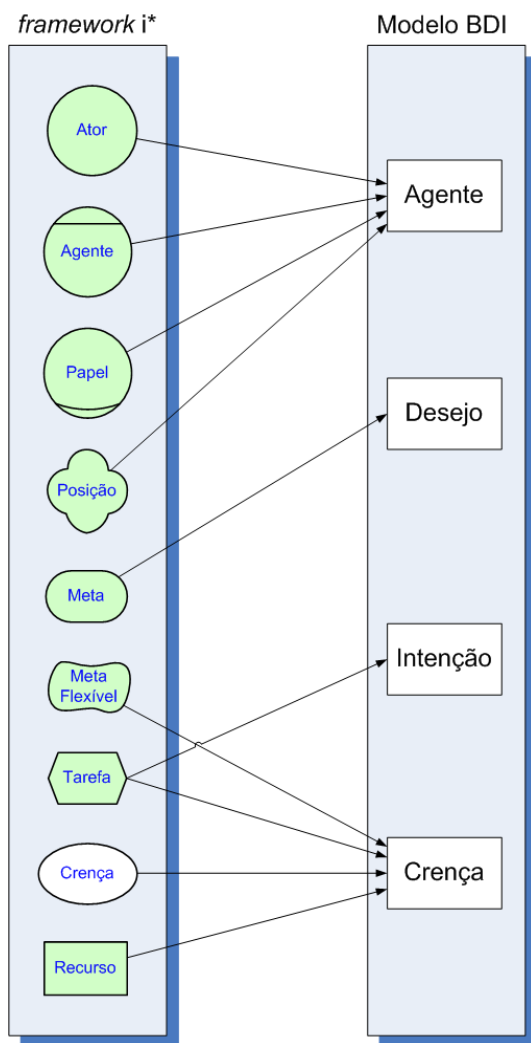 framework i*
Modelo BDI
Ator
Agente
Papel
Posição
Meta
Meta
Flexível
Tarefa
Crença
Recurso
Agente
Desejo
Intenção
Crença